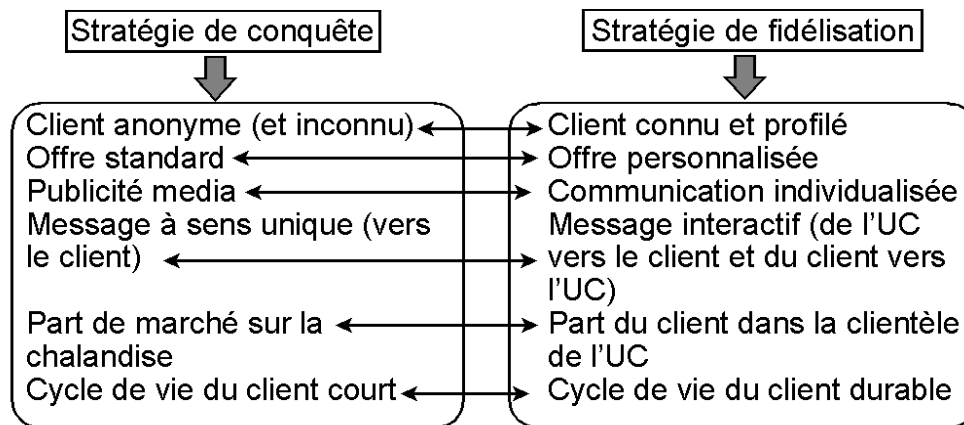 Stratégie de conquête
Client anonyme (et inconnu)
Offre standard
Publicité media
Message à sens unique (vers
le client)
Part de marché sur la
chalandise
Cycle de vie du client court
Stratégie de fidélisation
Client connu et profilé
Offre personnalisée
Communication individualisée
Message interactif (de l'UC
vers le client et du client vers
l'UC)
Part du client dans la clientèle
de l'UC
Cycle de vie du client durable